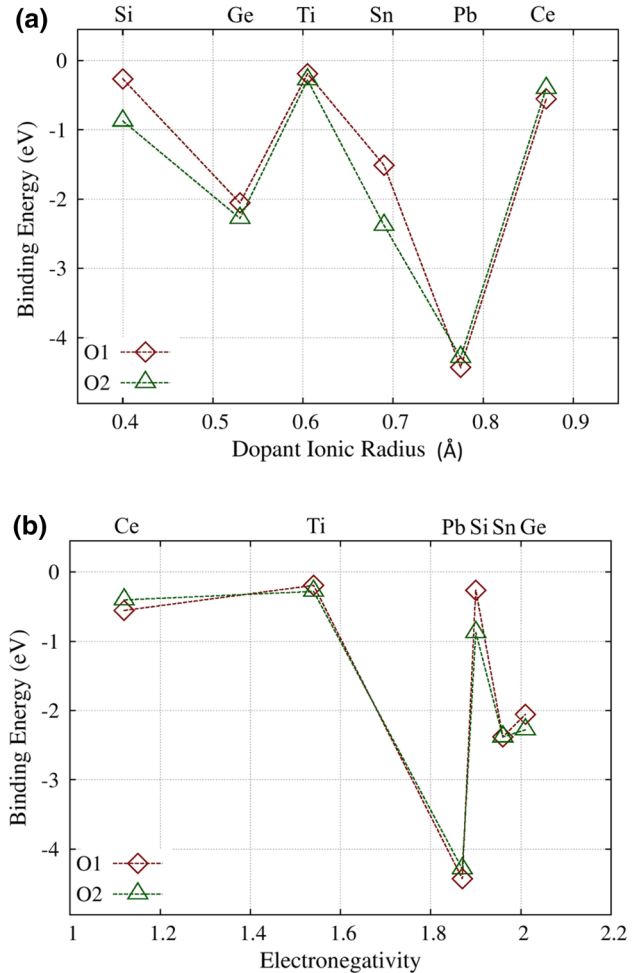 (a)
Si Ge Ti Sn Pb Ce
0
-1
-2
-3
-4
Binding Energy (eV)
O1
O2
0.4 0.5 0.6 0.7 0.8 0.9
Dopant Ionic Radius (Å)
(b)
Ce Ti Pb Si Sn Ge
0
-1
-2
-3
-4
Binding Energy (eV)
O1
O2
1 1.2 1.4 1.6 1.8 2 2.2
Electronegativity